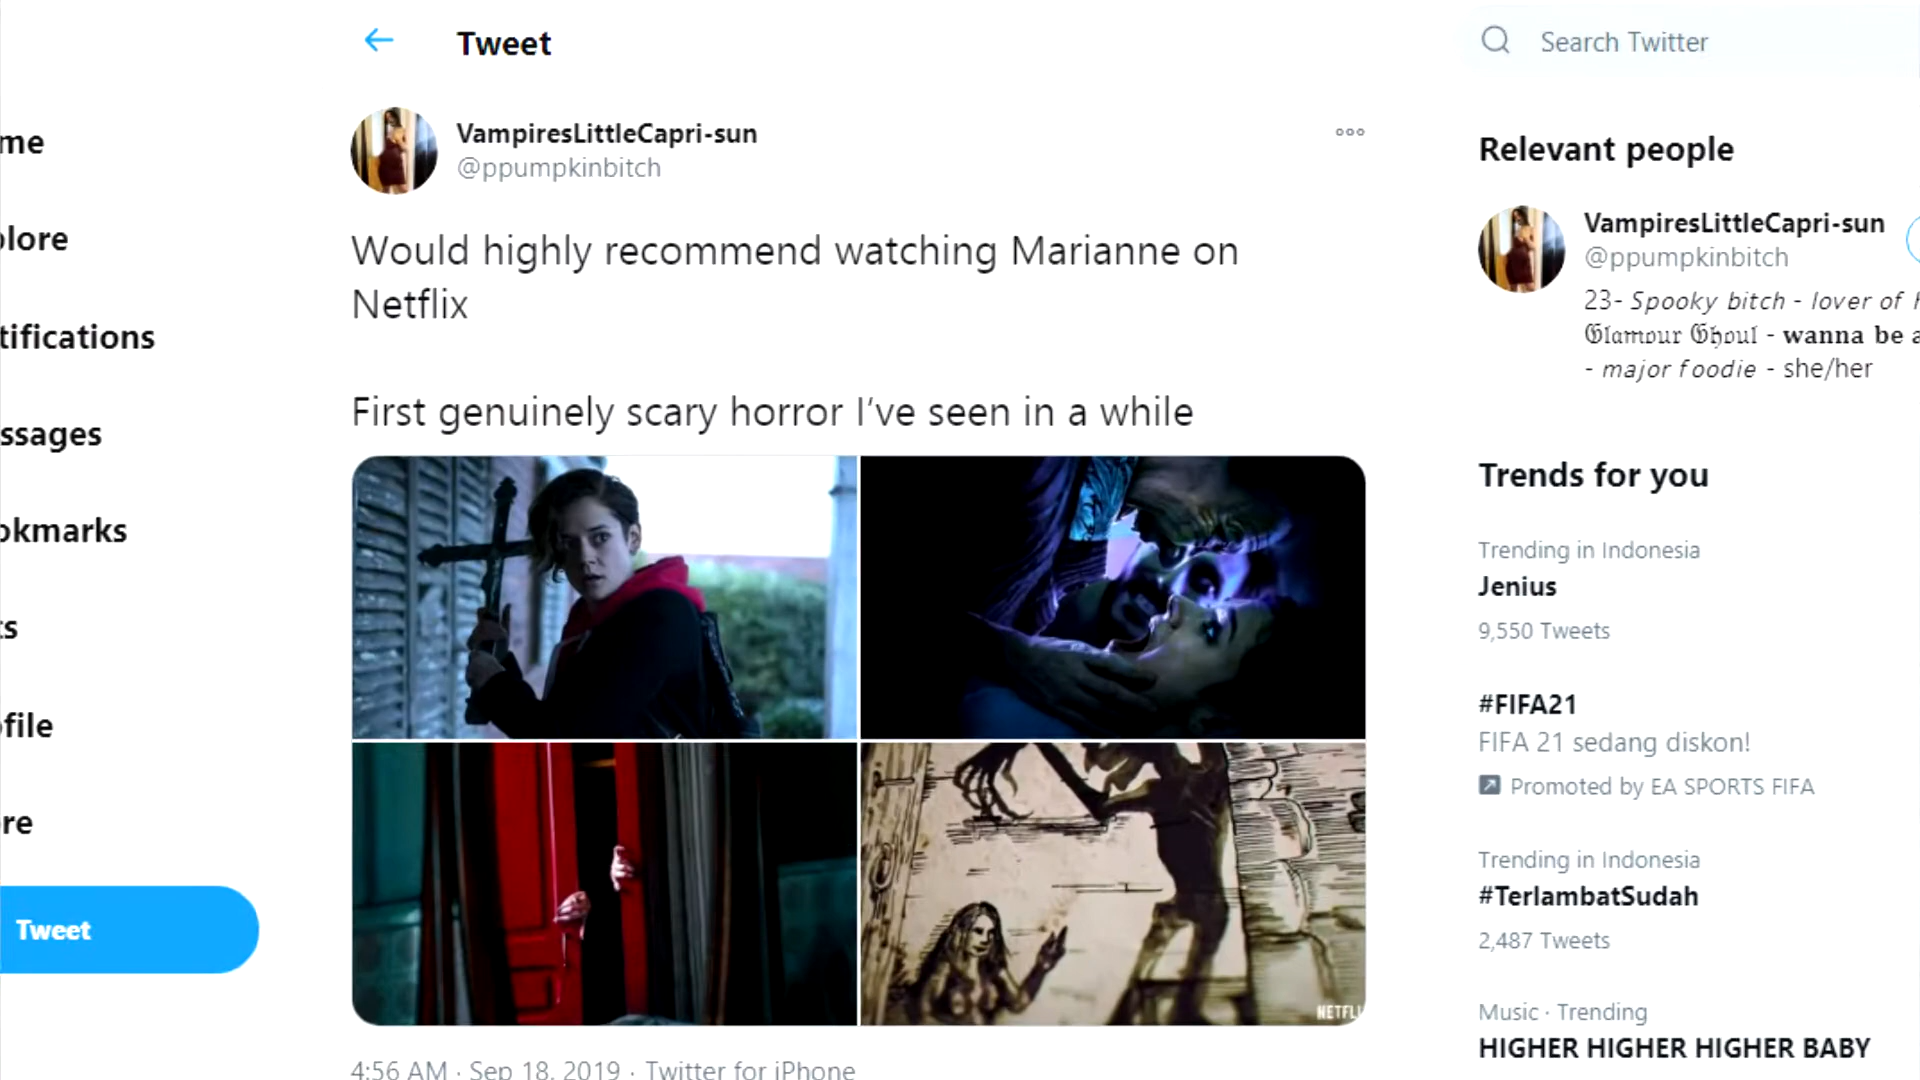 Tweet
Search Twitter
me
VampiresLittleCapri-sun
@ppumpkinbitch
Relevant people
plore
Would highly recommend watching Marianne on
Netflix
VampiresLittleCapri-sun
@ppumpkinbitch
23- Spooky bitch - lover of
𝔊𝔩𝔞𝔪𝔬𝔲𝔯 𝔊𝔥𝔬𝔲𝔩 - wanna be a
- major foodie - she/her
tifications
ssages
First genuinely scary horror I’ve seen in a while
Trends for you
okmarks
Trending in Indonesia
Jenius
9,550 Tweets
ts
#FIFA21
FIFA 21 sedang diskon!
Promoted by EA SPORTS FIFA
ofile
re
Trending in Indonesia
#TerlambatSudah
2,487 Tweets
Tweet
NETFLI
Music · Trending
HIGHER HIGHER HIGHER BABY
4:56 AM · Sep 18, 2019 · Twitter for iPhone